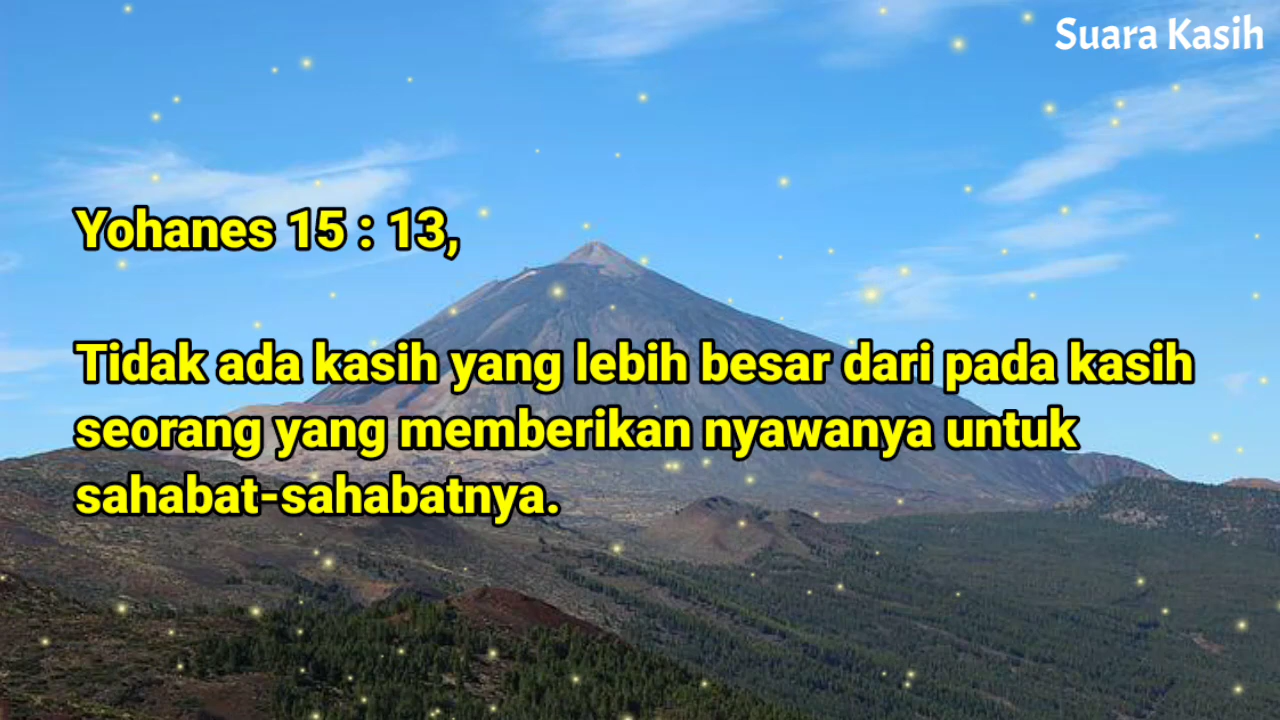 Suara Kasih
Yohanes 15 : 13,
Tidak ada kasih yang lebih besar dari pada kasih
seorang yang memberikan nyawanya untuk
sahabat-sahabatnya.